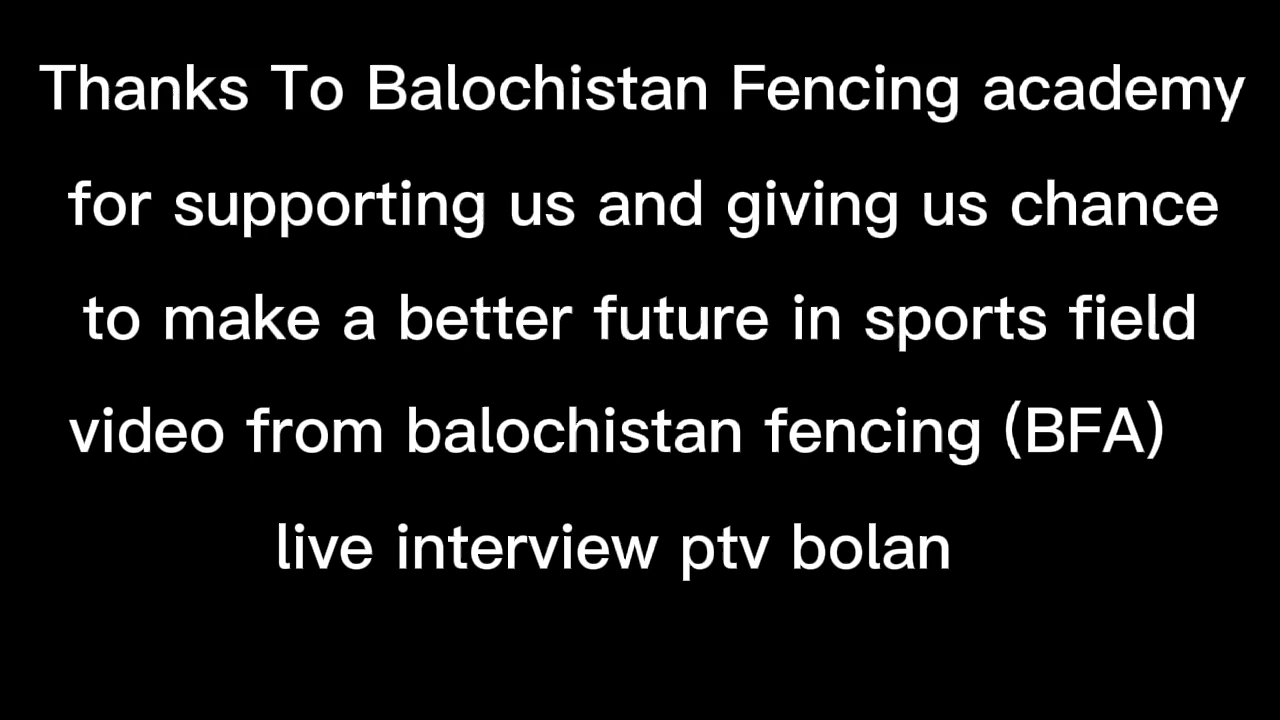 Thanks To Balochistan Fencing academy
for supporting us and giving us chance
to make a better future in sports field
video from balochistan fencing (BFA)
live interview ptv bolan